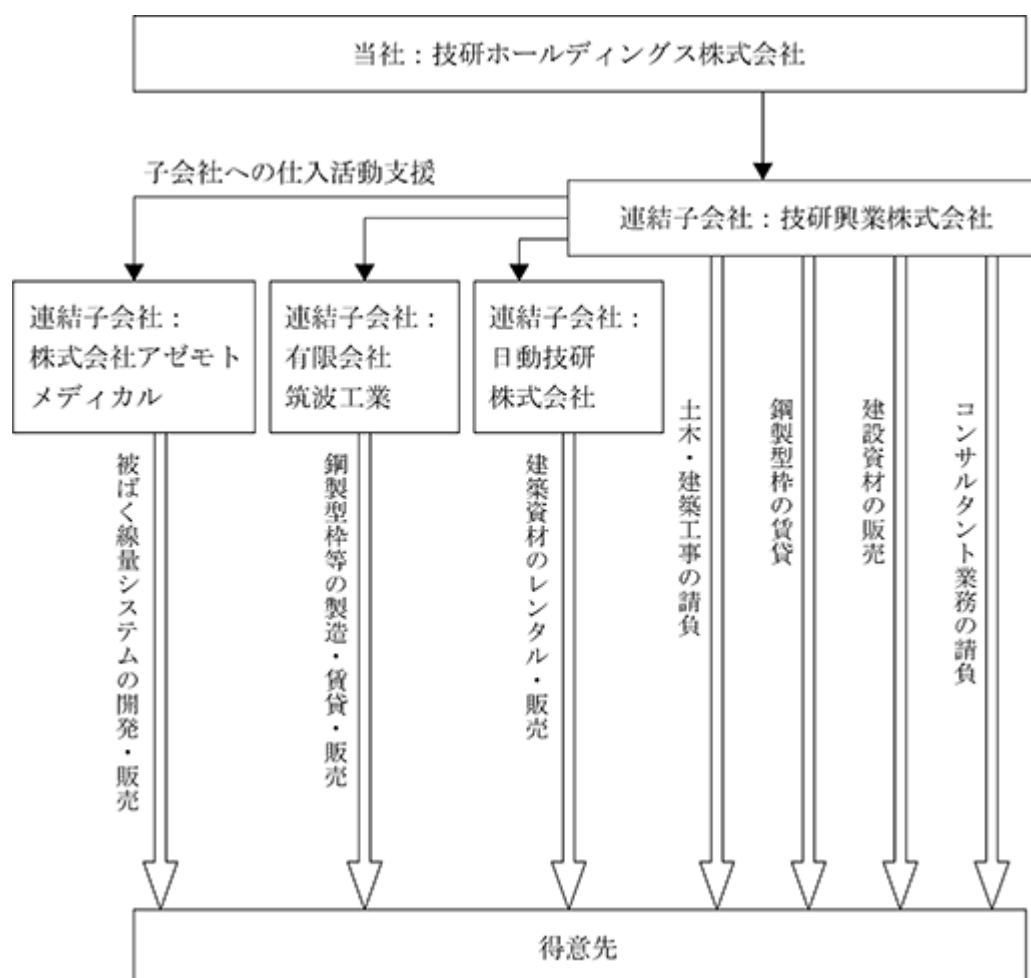 当社：技研ホールディングス株式会社
子会社への仕入活動支援
連結子会社：技研興業株式会社
連結子会社：
株式会社アゼモト
メディカル
連結子会社：
有限会社
筑波工業
連結子会社：
日動技研
株式会社
被ばく線量システムの開発・販売
鋼製型枠等の製造・賃貸・販売
建築資材のレンタル・販売
土木・建築工事の請負
鋼製型枠の賃貸
建設資材の販売
コンサルタント業務の請負
得意先